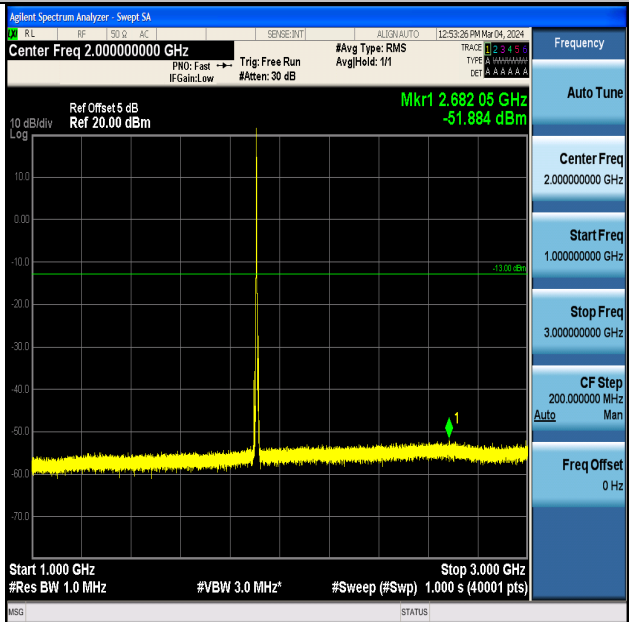 Agilent Spectrum Analyzer - Swept SA
RL RF 50 Ω AC SENSE:INT ALIGN AUTO 12:53:26 PM Mar 04, 2024
Center Freq 2.000000000 GHz
PNO: Fast
IFGain:Low
Trig: Free Run
#Atten: 30 dB
#Avg Type: RMS
Avg|Hold: 1/1
TRACE 1 2 3 4 5 6
TYPE A
DET A A A A A A
Mkr1 2.682 05 GHz
-51.884 dBm
Ref Offset 5 dB
10 dB/div Ref 20.00 dBm
Log
10.0
0.00
-10.0
-13.00 dBm
-20.0
-30.0
-40.0
-50.0
1
-60.0
-70.0
Start 1.000 GHz Stop 3.000 GHz
#Res BW 1.0 MHz #VBW 3.0 MHz* #Sweep (#Swp) 1.000 s (40001 pts)
MSG STATUS
Frequency
Auto Tune
Center Freq
2.000000000 GHz
Start Freq
1.000000000 GHz
Stop Freq
3.000000000 GHz
CF Step
200.000000 MHz
Auto Man
Freq Offset
0 Hz